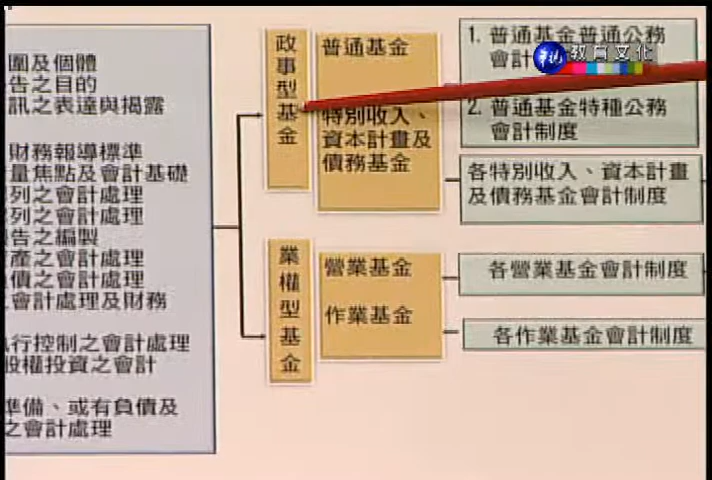 圍及個體
告之目的
訊之表達與揭露
財務報導標準
量焦點及會計基礎
列之會計處理
列之會計處理
告之編製
產之會計處理
債之會計處理
會計處理及財務
行控制之會計處理
股權投資之會計
準備、或有負債及
之會計處理
政事型基金
普通基金
特別收入、
資本計畫及
債務基金
1. 普通基金普通公務
會計
2. 普通基金特種公務
會計制度
各特別收入、資本計畫
及債務基金會計制度
業權型基金
營業基金
作業基金
各營業基金會計制度
各作業基金會計制度
華視
教育文化